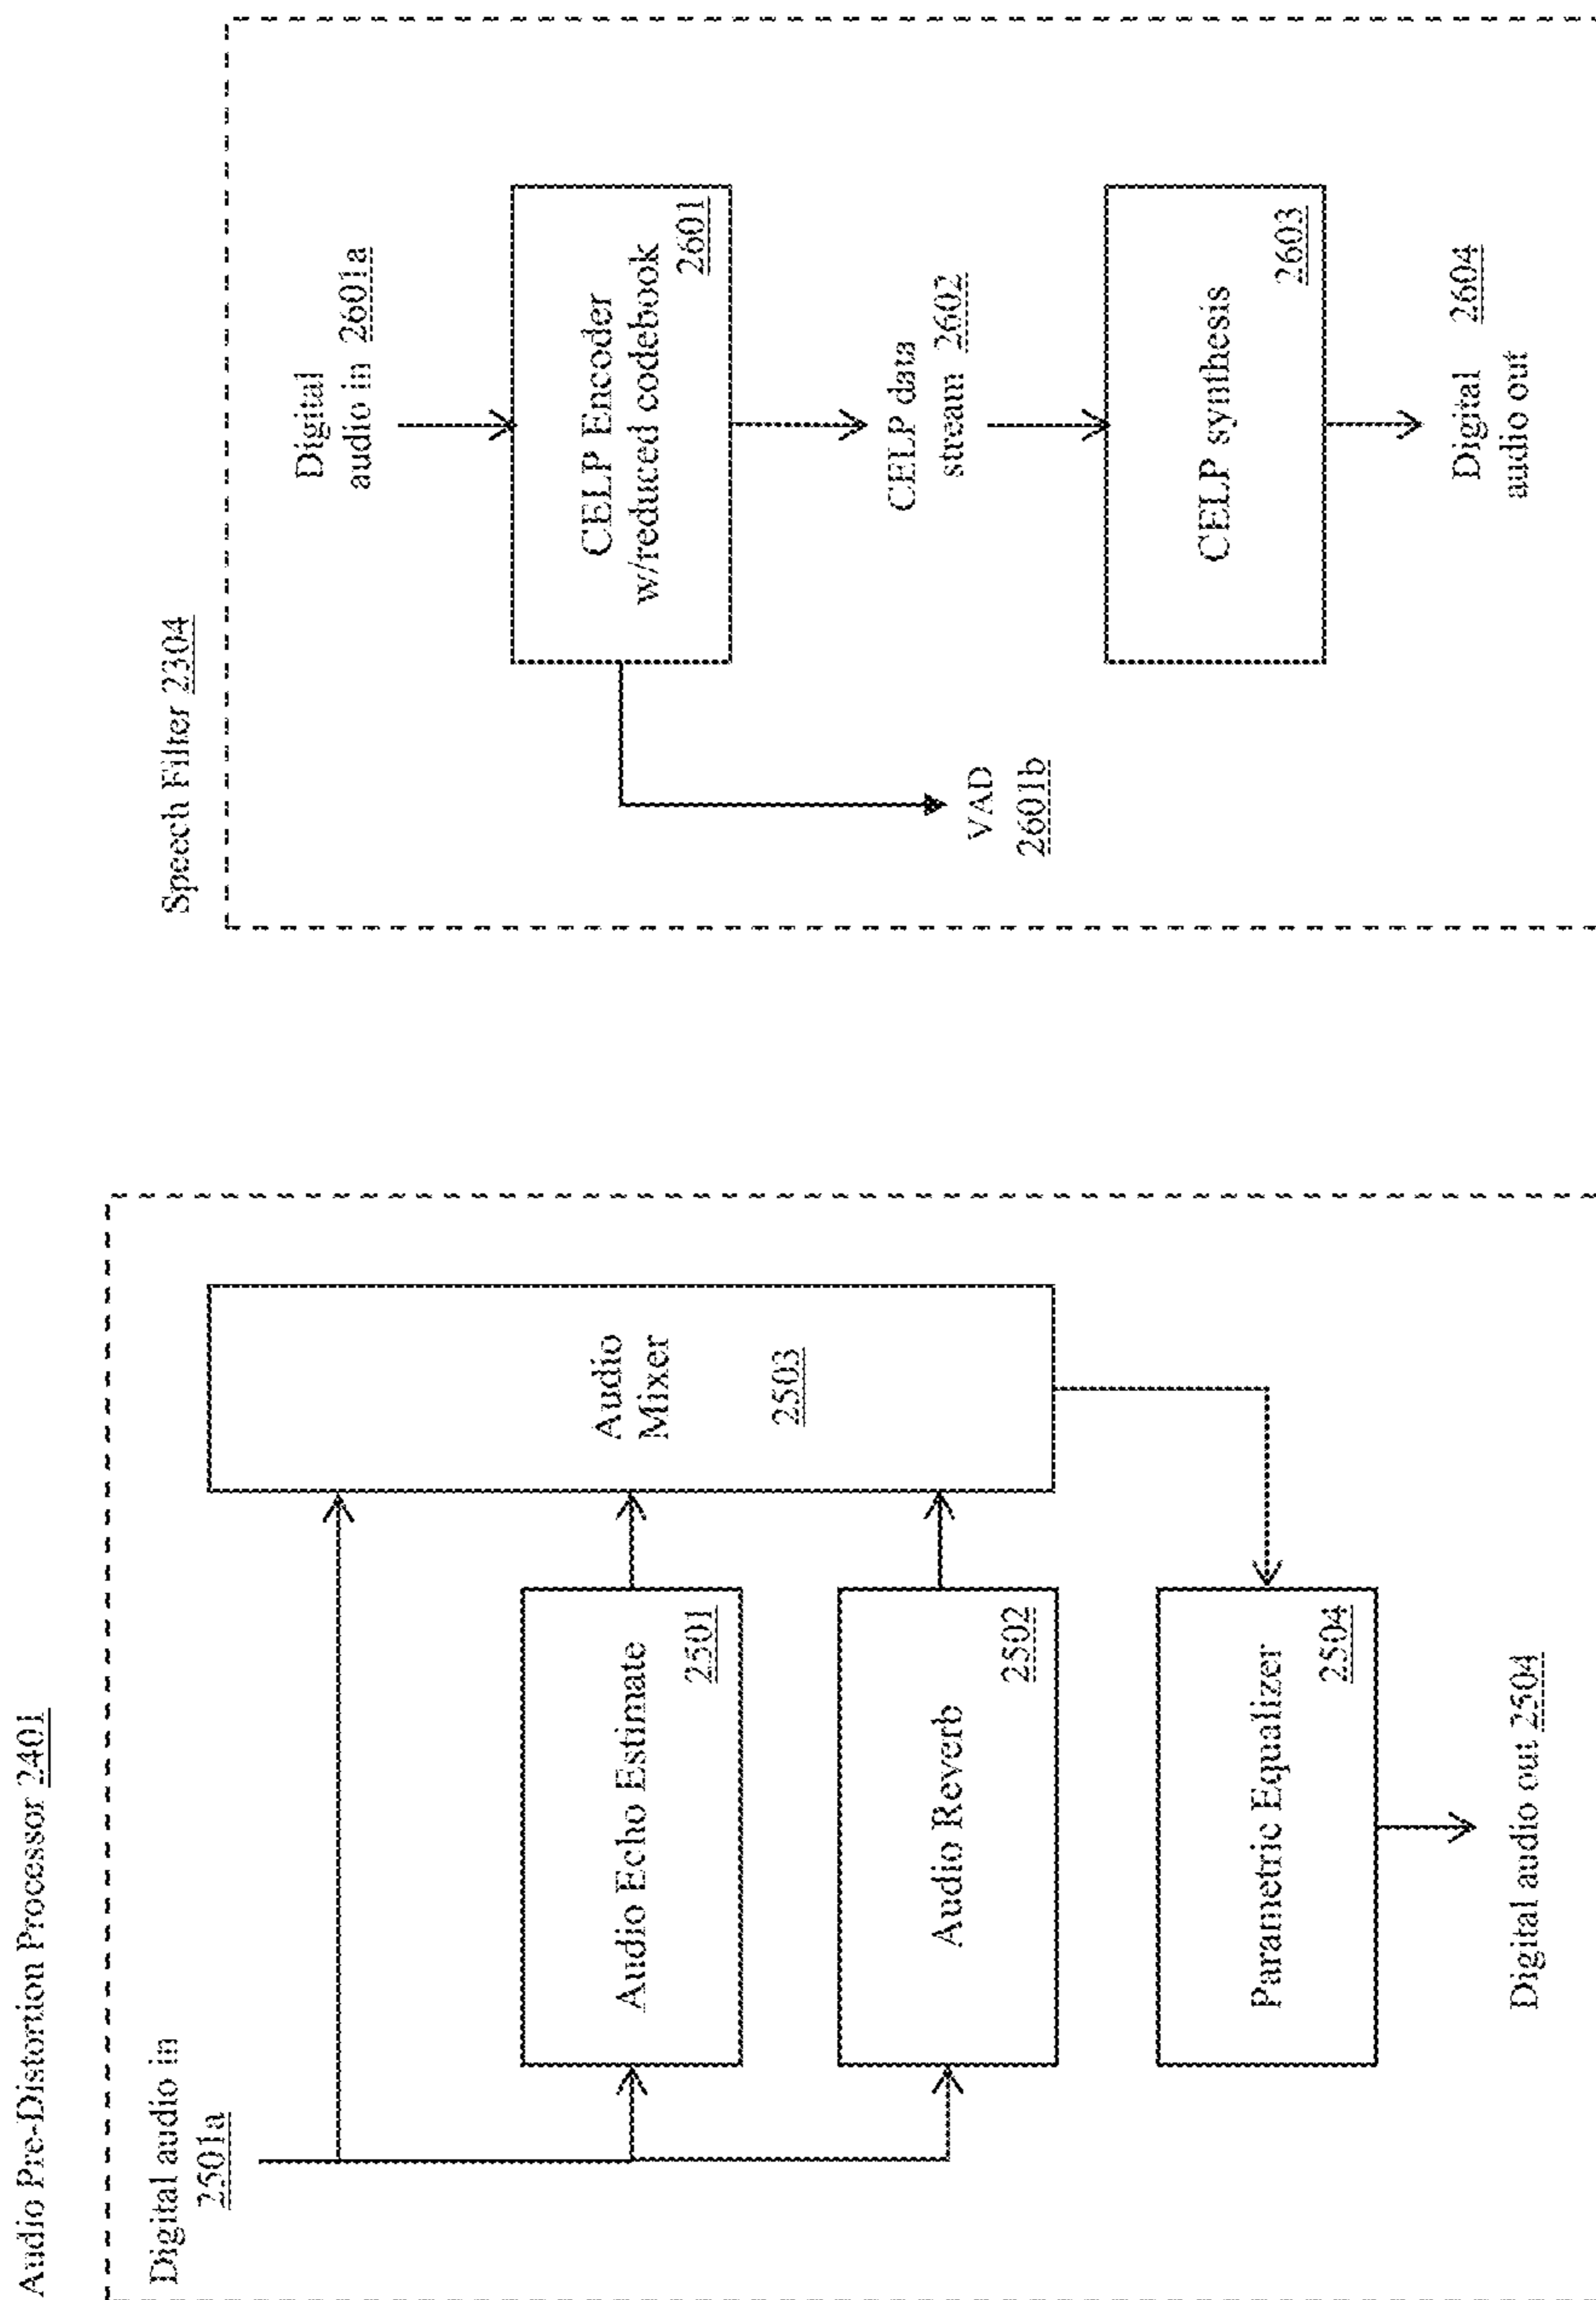 Audio Pre-Distortion Processor 2401
Digital audio in
2501a
Audio Echo Estimate
2501
Audio Reverb
2502
Audio
Mixer
2503
Parametric Equalizer
2504
Digital audio out 2504
Speech Filter 2304
Digital
audio in 2601a
CELP Encoder
w/reduced codebook
2601
VAD
2601b
CELP data
stream 2602
CELP synthesis
2603
Digital 2604
audio out